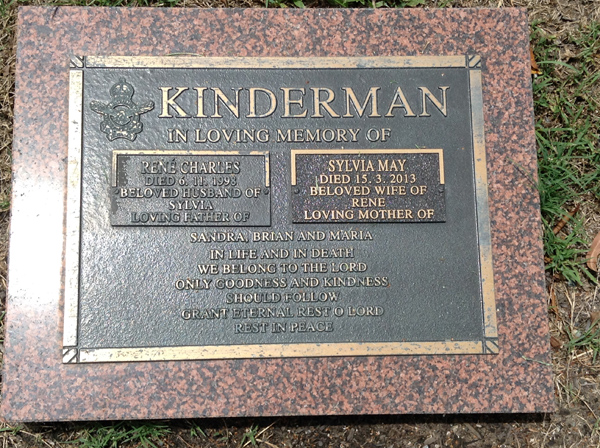 KINDERMAN
IN LOVING MEMORY OF
RENÉ CHARLES
DIED 6. 11. 1998
BELOVED HUSBAND OF
SYLVIA
LOVING FATHER OF
SYLVIA MAY
DIED 15. 3. 2013
BELOVED WIFE OF
RENE
LOVING MOTHER OF
SANDRA, BRIAN AND MARIA
IN LIFE AND IN DEATH
WE BELONG TO THE LORD
ONLY GOODNESS AND KINDNESS
SHOULD FOLLOW
GRANT ETERNAL REST O LORD
REST IN PEACE